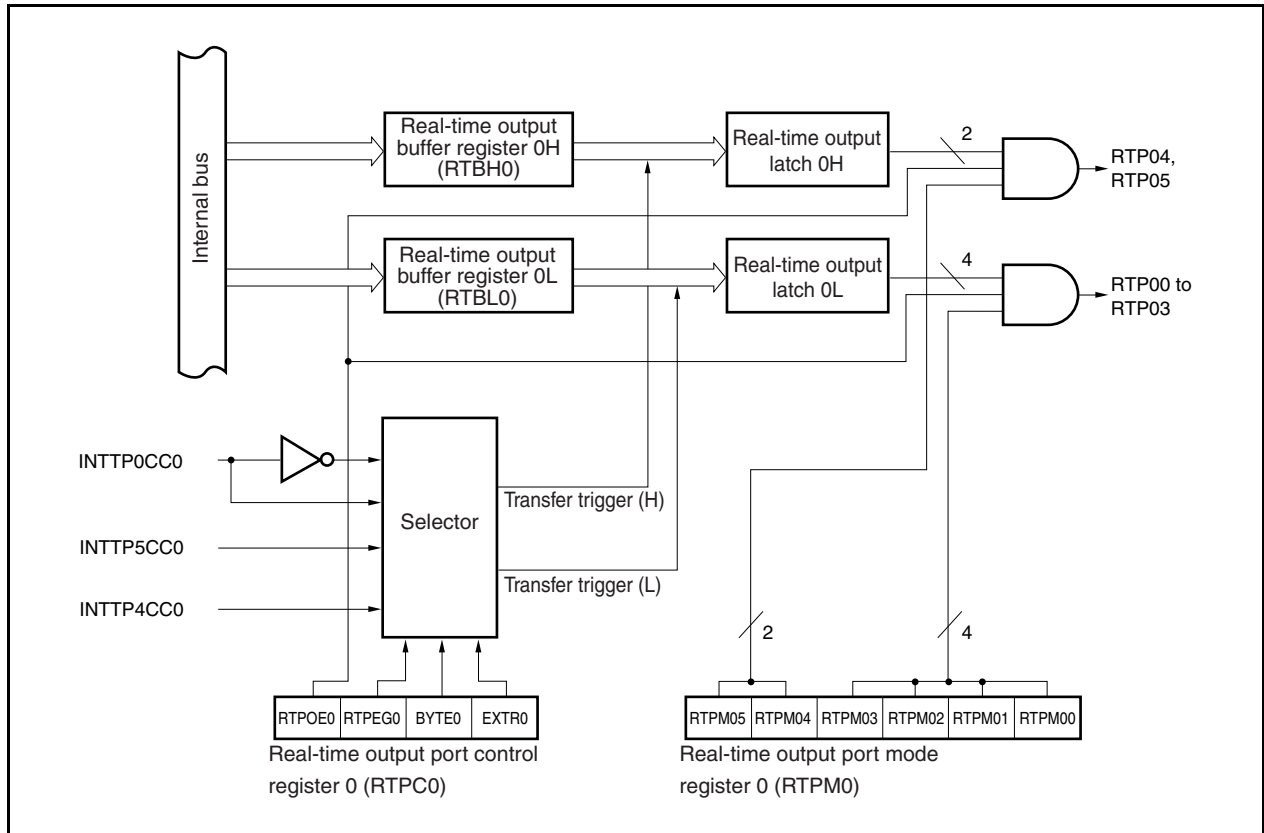 Internal bus
Real-time output
buffer register 0H
(RTBH0)
Real-time output
latch 0H
2
RTP04,
RTP05
Real-time output
buffer register 0L
(RTBL0)
Real-time output
latch 0L
4
RTP00 to
RTP03
INTTP0CC0
INTTP5CC0
INTTP4CC0
Selector
Transfer trigger (H)
Transfer trigger (L)
2
4
RTPOE0 RTPEG0 BYTE0 EXTR0
Real-time output port control
register 0 (RTPC0)
RTPM05 RTPM04 RTPM03 RTPM02 RTPM01 RTPM00
Real-time output port mode
register 0 (RTPM0)